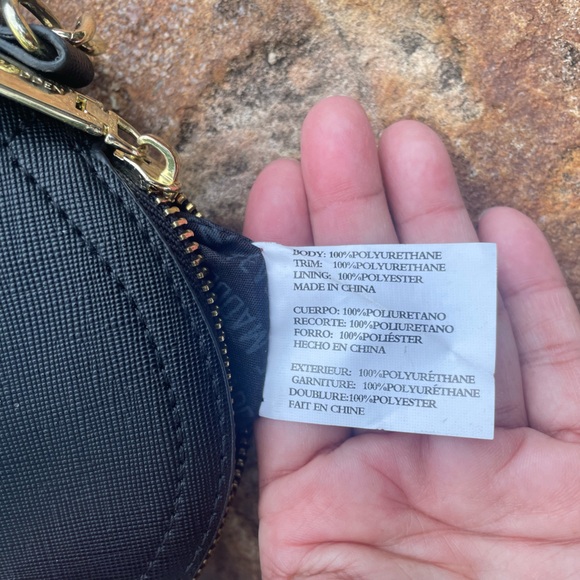 BODY: 100%POLYURETHANE
TRIM: 100%POLYURETHANE
LINING: 100%POLYESTER
MADE IN CHINA
CUERPO: 100%POLIURETANO
RECORTE: 100%POLIURETANO
FORRO: 100%POLIÉSTER
HECHO EN CHINA
EXTERIEUR: 100%POLYURÉTHANE
GARNITURE: 100%POLYURÉTHANE
DOUBLURE:100%POLYESTER
FAIT EN CHINE